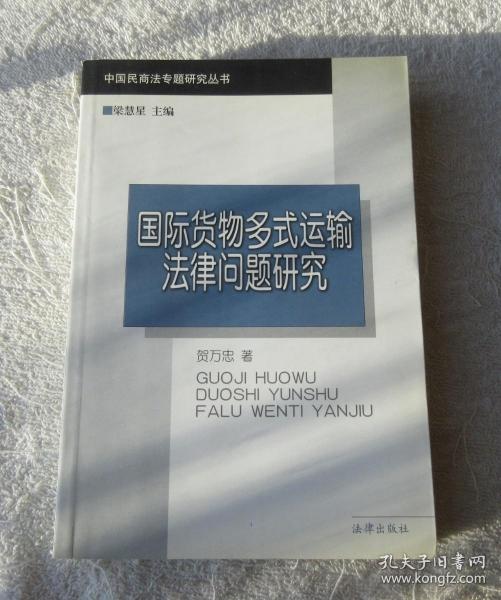 中国民商法专题研究丛书
梁慧星 主编
国际货物多式运输
法律问题研究
贺万忠 著
GUOJI HUOWU
DUOSHI YUNSHU
FALU WENTI YANJIU
法律出版社
孔夫子旧书网
www.kongfz.com